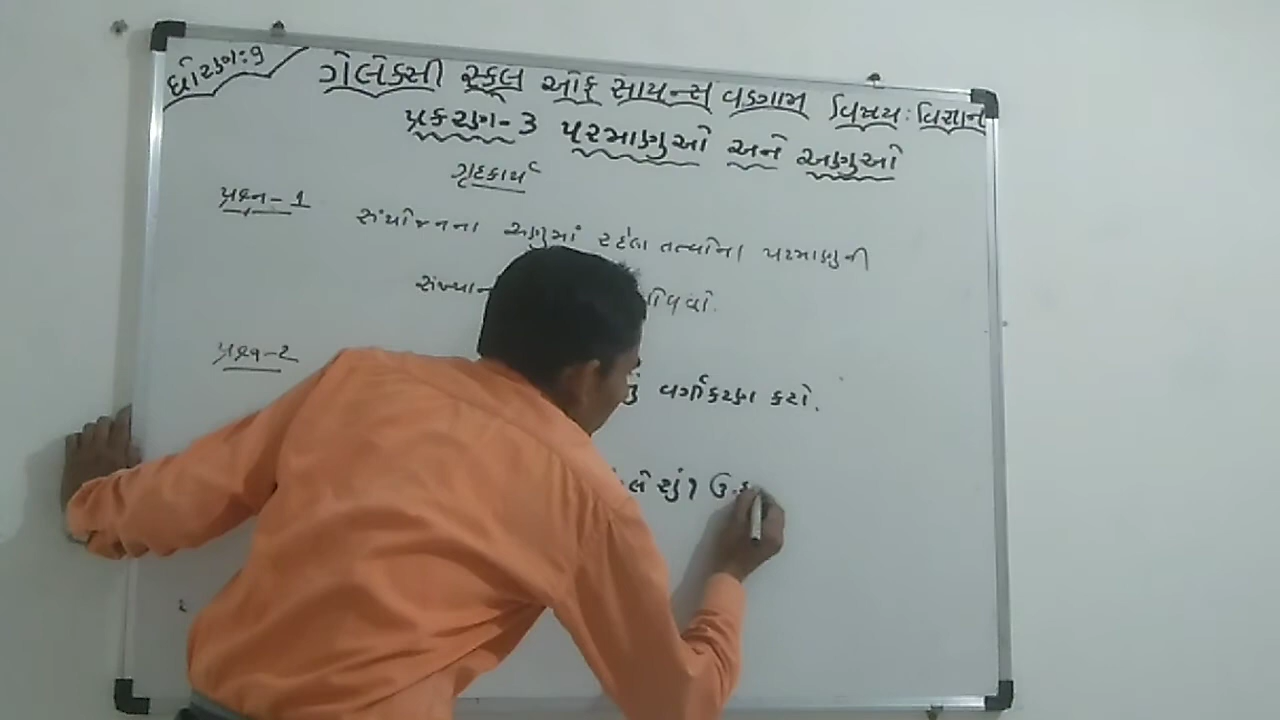 ધોરણ:9
ગેલેક્સી સ્કૂલ ઓફ સાયન્સ વડગામ વિષય: વિજ્ઞાન
પ્રકરણ-3 પરમાણુઓ અને અણુઓ
ગૃહકાર્ય
પ્રશ્ન-1 સંયોજનના અણુમાં રહેલા તત્વોના પરમાણુની
પ્રશ્ન-2 વર્ગીકરણ કરો.
એટલે શું?